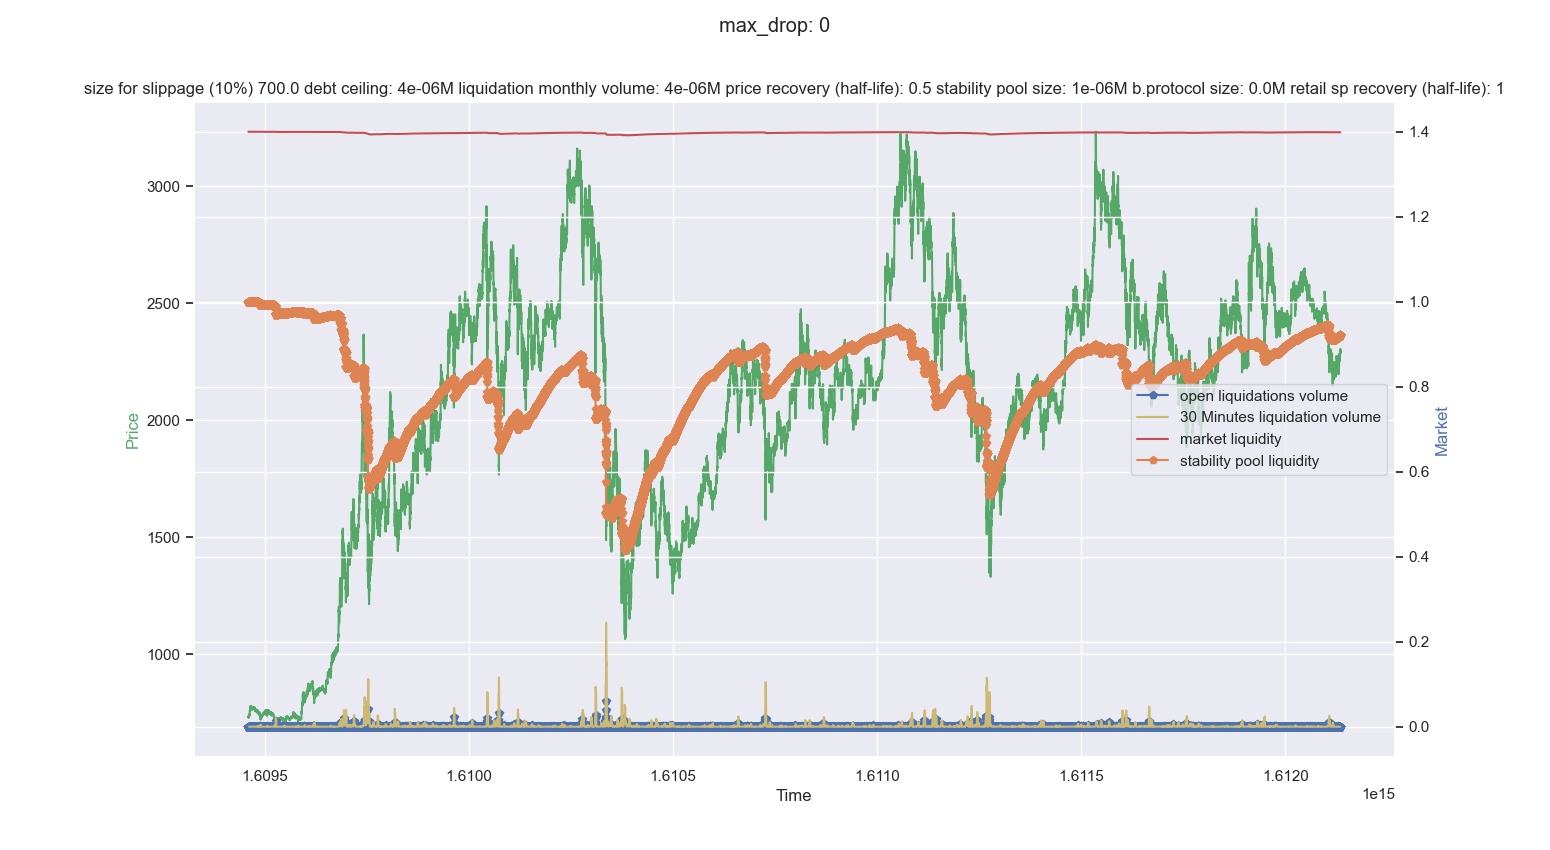 max_drop: 0
size for slippage (10%) 700.0 debt ceiling: 4e-06M liquidation monthly volume: 4e-06M price recovery (half-life): 0.5 stability pool size: 1e-06M b.protocol size: 0.0M retail sp recovery (half-life): 1
3000
2500
2000
1500
1000
Price
1.4
1.2
1.0
0.8
0.6
0.4
0.2
0.0
Market
open liquidations volume
30 Minutes liquidation volume
market liquidity
stability pool liquidity
1.6095 1.6100 1.6105 1.6110 1.6115 1.6120
Time
1e15